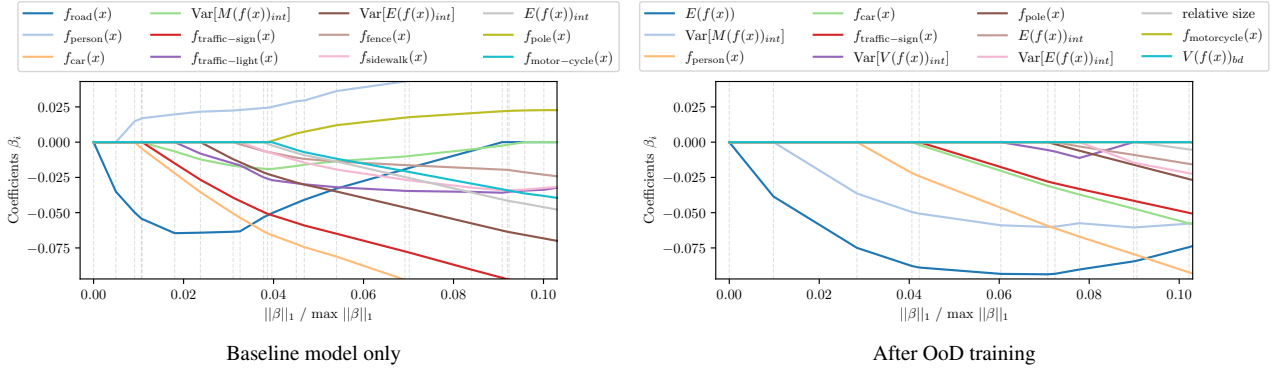 f_road(x) Var[M(f(x))_int] Var[E(f(x))_int] E(f(x))_int
f_person(x) f_traffic-sign(x) f_fence(x) f_pole(x)
f_car(x) f_traffic-light(x) f_sidewalk(x) f_motor-cycle(x)
0.025
0.000
−0.025
−0.050
−0.075
Coefficients β_i
0.00 0.02 0.04 0.06 0.08 0.10
||β||_1 / max ||β||_1
Baseline model only
E(f(x)) f_car(x) f_pole(x) relative size
Var[M(f(x))_int] f_traffic-sign(x) E(f(x))_int f_motorcycle(x)
f_person(x) Var[V(f(x))_int] Var[E(f(x))_int] V(f(x))_bd
0.025
0.000
−0.025
−0.050
−0.075
Coefficients β_i
0.00 0.02 0.04 0.06 0.08 0.10
||β||_1 / max ||β||_1
After OoD training